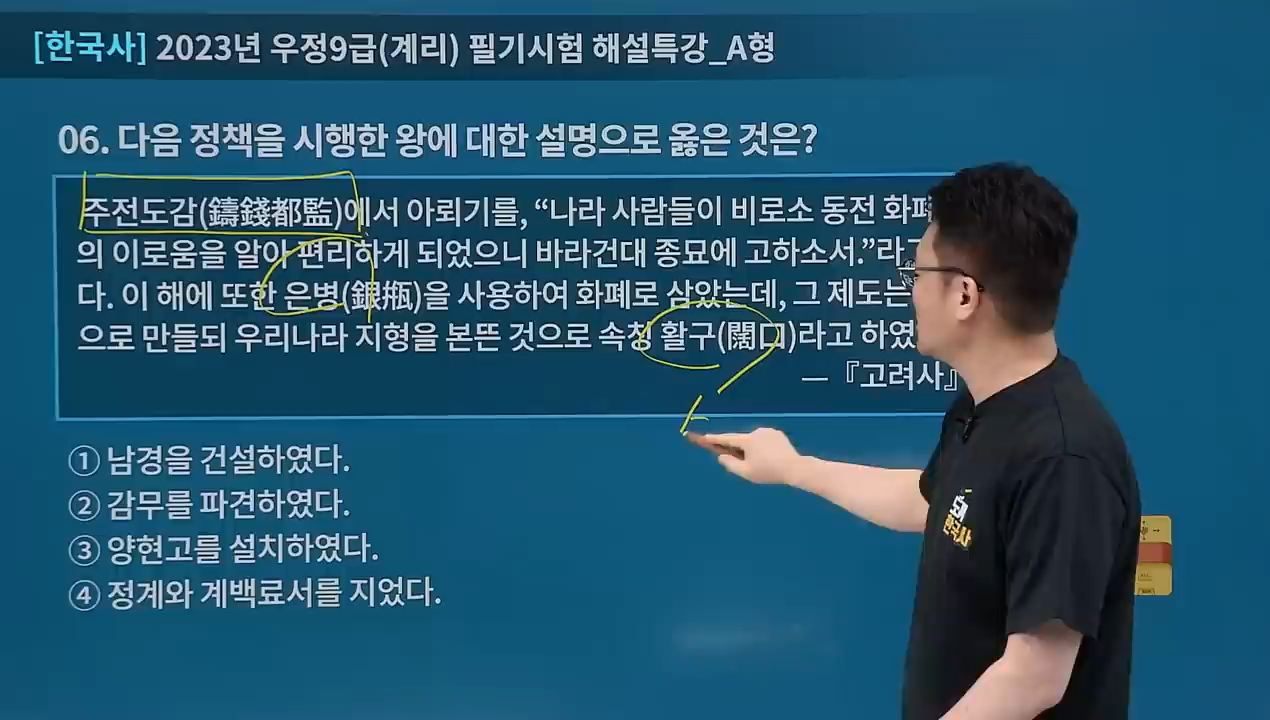 [한국사] 2023년 우정9급(계리) 필기시험 해설특강_A형
06. 다음 정책을 시행한 왕에 대한 설명으로 옳은 것은?
주전도감(鑄錢都監)에서 아뢰기를, “나라 사람들이 비로소 동전 화폐
의 이로움을 알아 편리하게 되었으니 바라건대 종묘에 고하소서.”라고
다. 이 해에 또한 은병(銀甁)을 사용하여 화폐로 삼았는데, 그 제도는
으로 만들되 우리나라 지형을 본뜬 것으로 속칭 활구(闊口)라고 하였
― 『고려사』
① 남경을 건설하였다.
② 감무를 파견하였다.
③ 양현고를 설치하였다.
④ 정계와 계백료서를 지었다.
한국사